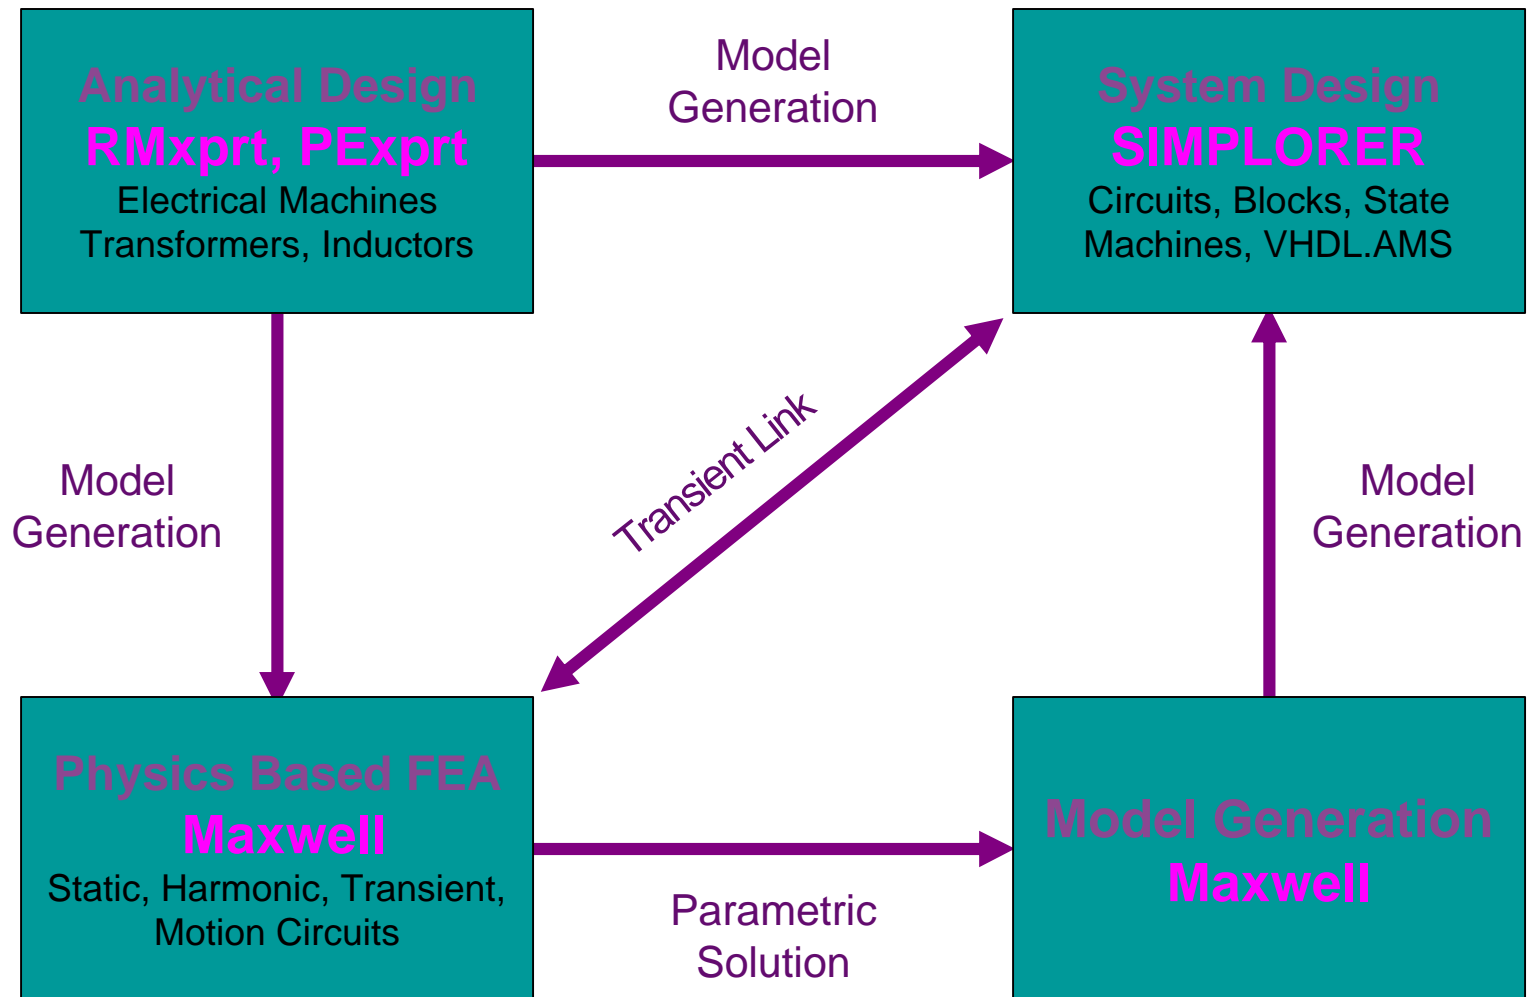 Analytical Design
RMxprt, PExprt
Electrical Machines
Transformers, Inductors
Model
Generation
System Design
SIMPLORER
Circuits, Blocks, State
Machines, VHDL.AMS
Model
Generation
Transient Link
Model
Generation
Physics Based FEA
Maxwell
Static, Harmonic, Transient,
Motion Circuits
Parametric
Solution
Model Generation
Maxwell